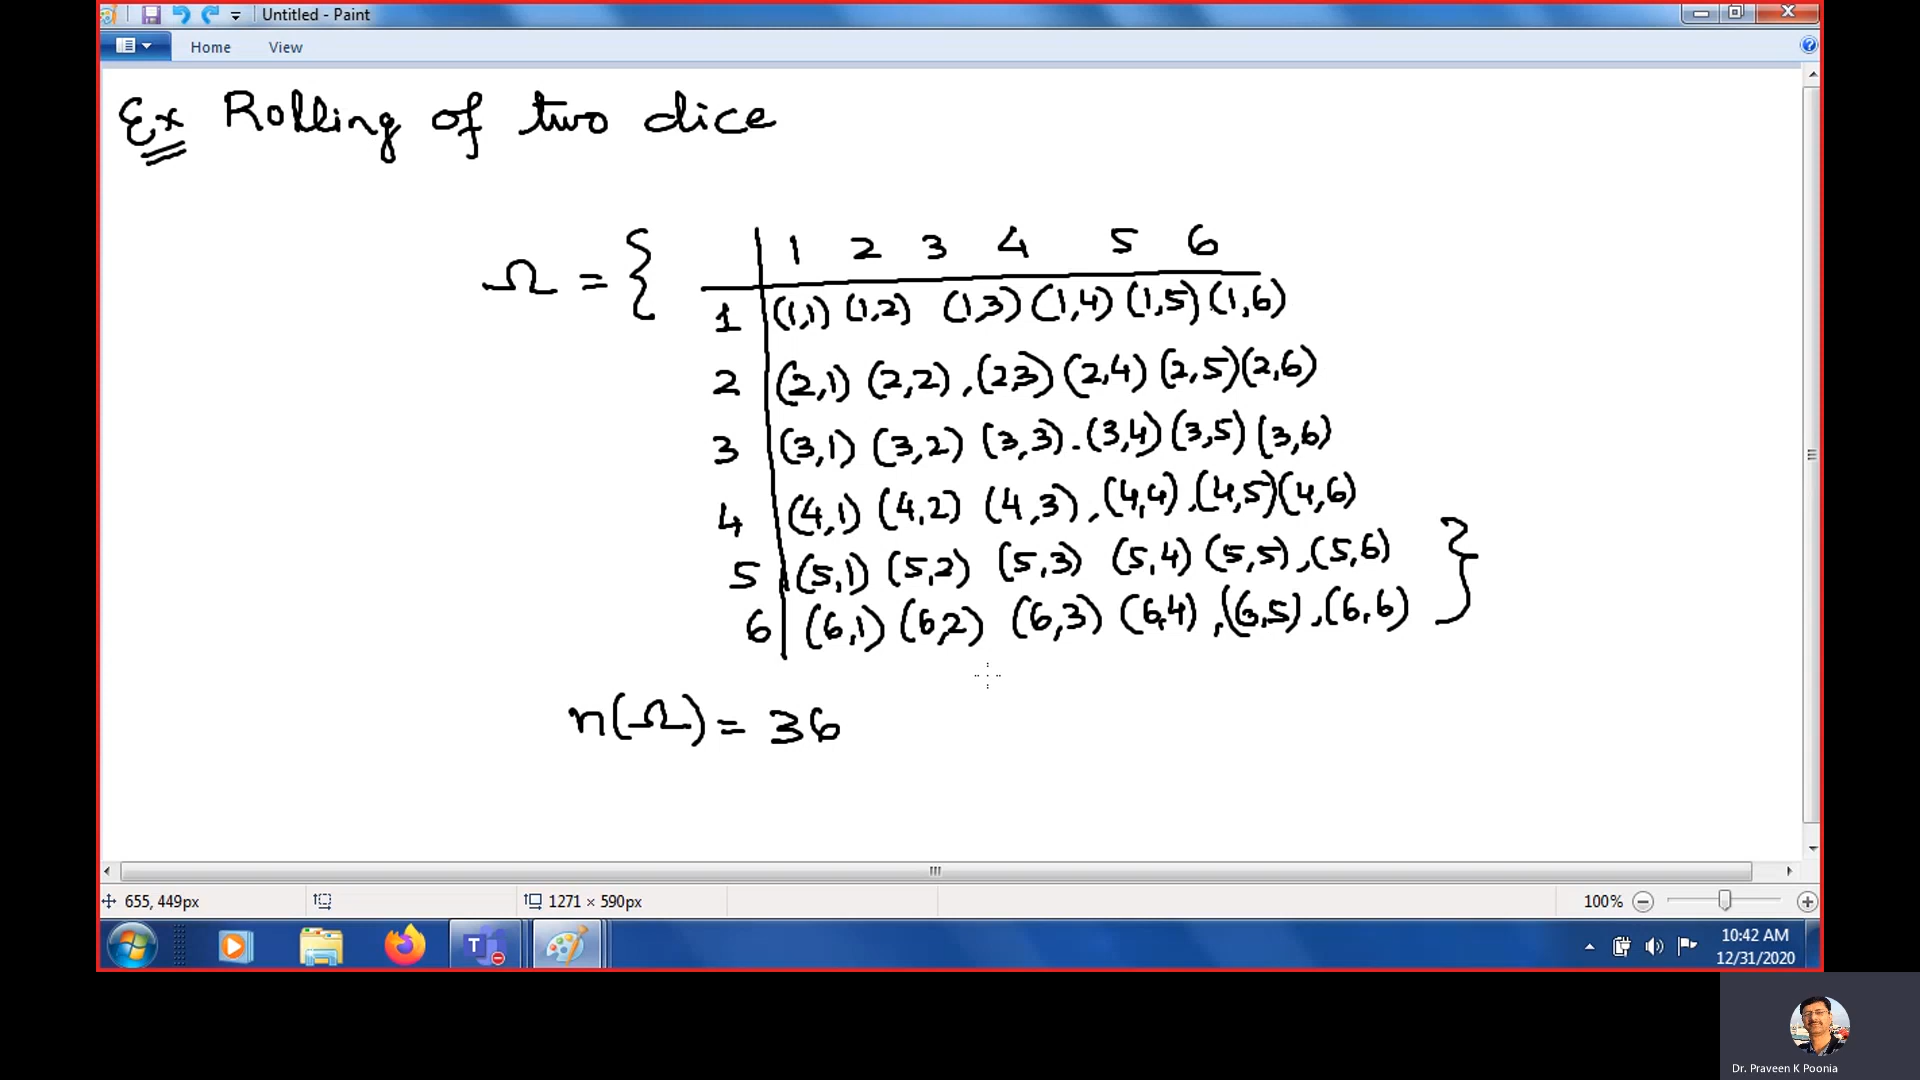 Untitled - Paint
Home View
Ex Rolling of two dice
Ω = { 1 2 3 4 5 6
1 (1,1) (1,2) (1,3) (1,4) (1,5) (1,6)
2 (2,1) (2,2) , (2,3) (2,4) (2,5) (2,6)
3 (3,1) (3,2) (3,3) . (3,4) (3,5) (3,6)
4 (4,1) (4,2) (4,3) , (4,4) , (4,5) (4,6)
5 (5,1) (5,2) (5,3) (5,4) (5,5) , (5,6) }
6 (6,1) (6,2) (6,3) (6,4) , (6,5) , (6,6)
n(Ω) = 36
655, 449px 1271 × 590px 100%
T
10:42 AM
12/31/2020
Dr. Praveen K Poonia